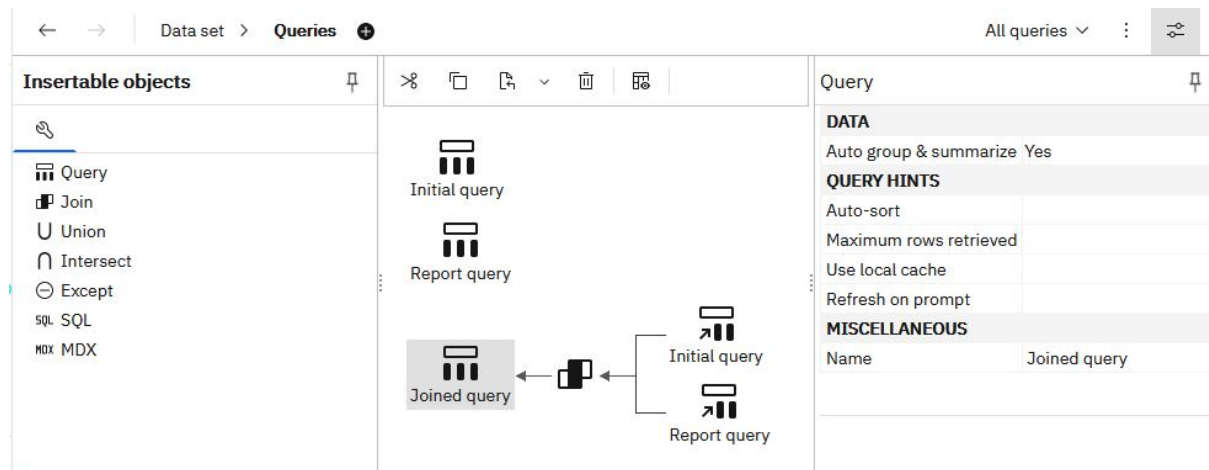 Data set > Queries
All queries
Insertable objects
Query
Join
Union
Intersect
Except
SQL SQL
MDX MDX
Initial query
Report query
Joined query
Initial query
Report query
Query
DATA
Auto group & summarize Yes
QUERY HINTS
Auto-sort
Maximum rows retrieved
Use local cache
Refresh on prompt
MISCELLANEOUS
Name Joined query